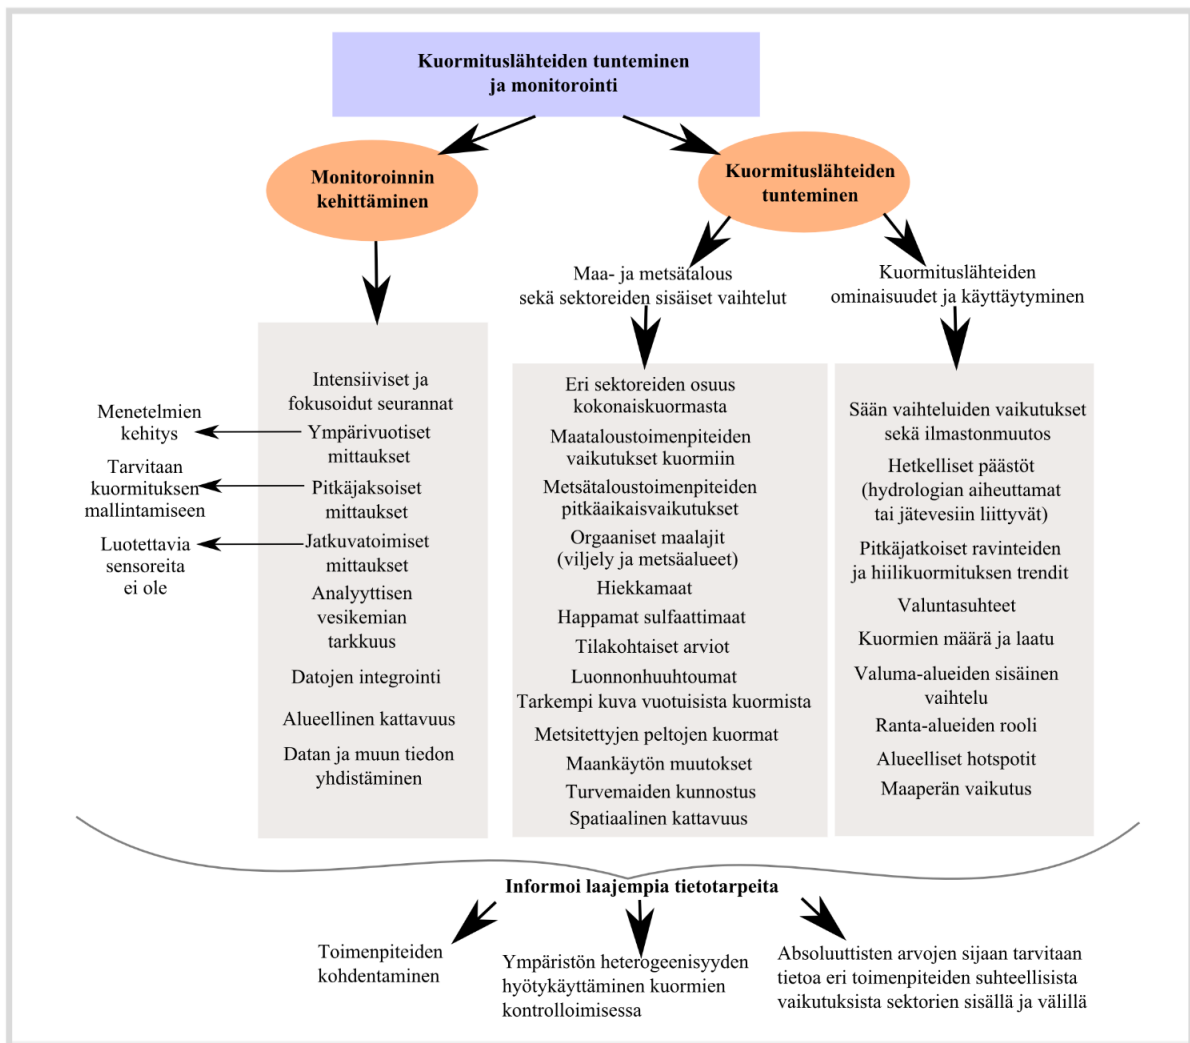 Kuormituslähteiden tunteminen
ja monitorointi
Monitoroinnin
kehittäminen
Kuormituslähteiden
tunteminen
Maa- ja metsätalous
sekä sektoreiden sisäiset vaihtelut
Kuormituslähteiden
ominaisuudet ja käyttäytyminen
Intensiiviset ja
fokusoidut seurannat
Ympärivuotiset
mittaukset
Pitkäjaksoiset
mittaukset
Jatkuvatoimiset
mittaukset
Analyyttisen
vesikemian
tarkkuus
Datojen integrointi
Alueellinen kattavuus
Datan ja muun tiedon
yhdistäminen
Menetelmien
kehitys
Tarvitaan
kuormituksen
mallintamiseen
Luotettavia
sensoreita
ei ole
Eri sektoreiden osuus
kokonaiskuormasta
Maataloustoimenpiteiden
vaikutukset kuormiin
Metsätaloustoimenpiteiden
pitkäaikaisvaikutukset
Orgaaniset maalajit
(viljely ja metsäalueet)
Hiekkamaat
Happamat sulfaattimaat
Tilakohtaiset arviot
Luonnonhuuhtoumat
Tarkempi kuva vuotuisista kuormista
Metsitettyjen peltojen kuormat
Maankäytön muutokset
Turvemaiden kunnostus
Spatiaalinen kattavuus
Sään vaihteluiden vaikutukset
sekä ilmastonmuutos
Hetkelliset päästöt
(hydrologian aiheuttamat
tai jätevesiin liittyvät)
Pitkäjatkoiset ravinteiden
ja hiilikuormituksen trendit
Valuntasuhteet
Kuormien määrä ja laatu
Valuma-alueiden sisäinen
vaihtelu
Ranta-alueiden rooli
Alueelliset hotspotit
Maaperän vaikutus
Informoi laajempia tietotarpeita
Toimenpiteiden
kohdentaminen
Ympäristön heterogeenisyyden
hyötykäyttäminen kuormien
kontrolloimisessa
Absoluuttisten arvojen sijaan tarvitaan
tietoa eri toimenpiteiden suhteellisista
vaikutuksista sektorien sisällä ja välillä